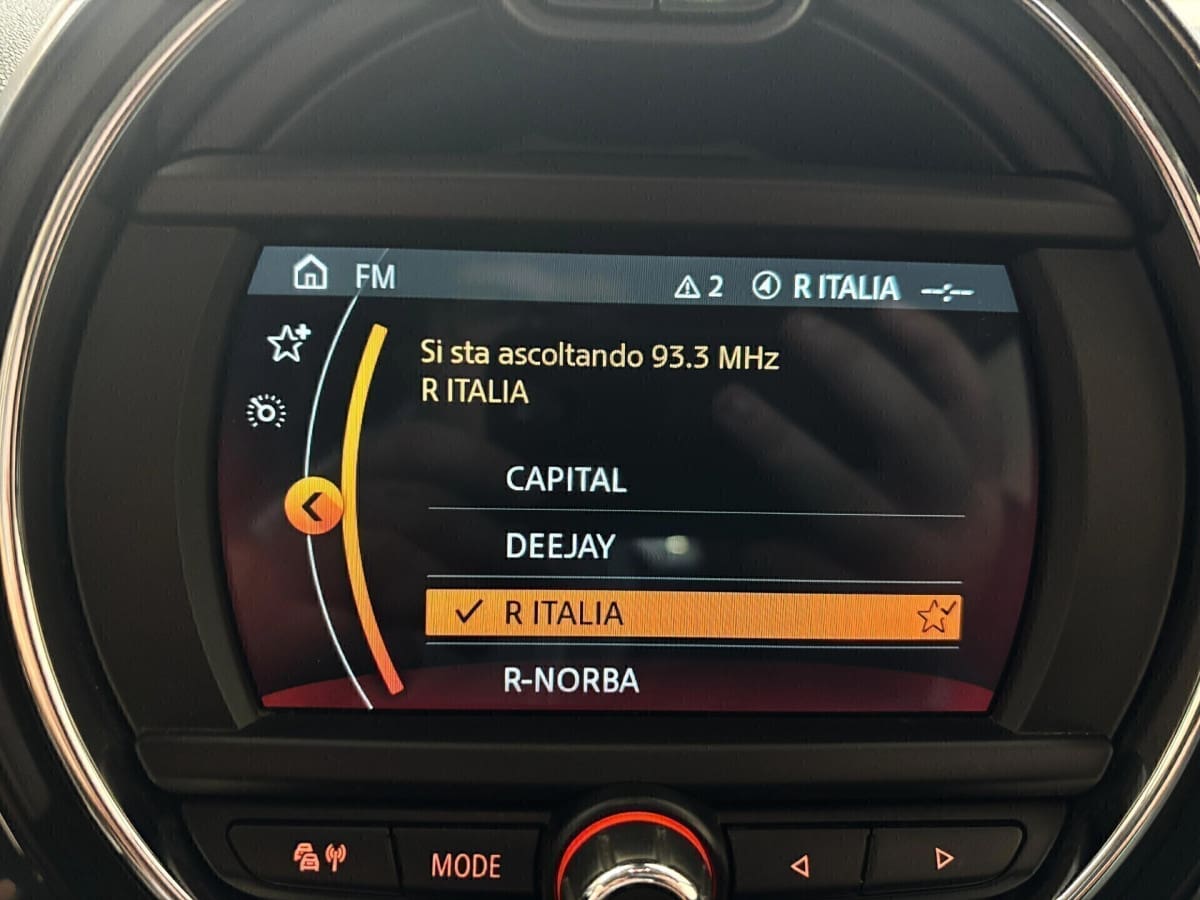 FM
2
R ITALIA
--:--
Si sta ascoltando 93.3 MHz
R ITALIA
CAPITAL
DEEJAY
R ITALIA
R-NORBA
MODE